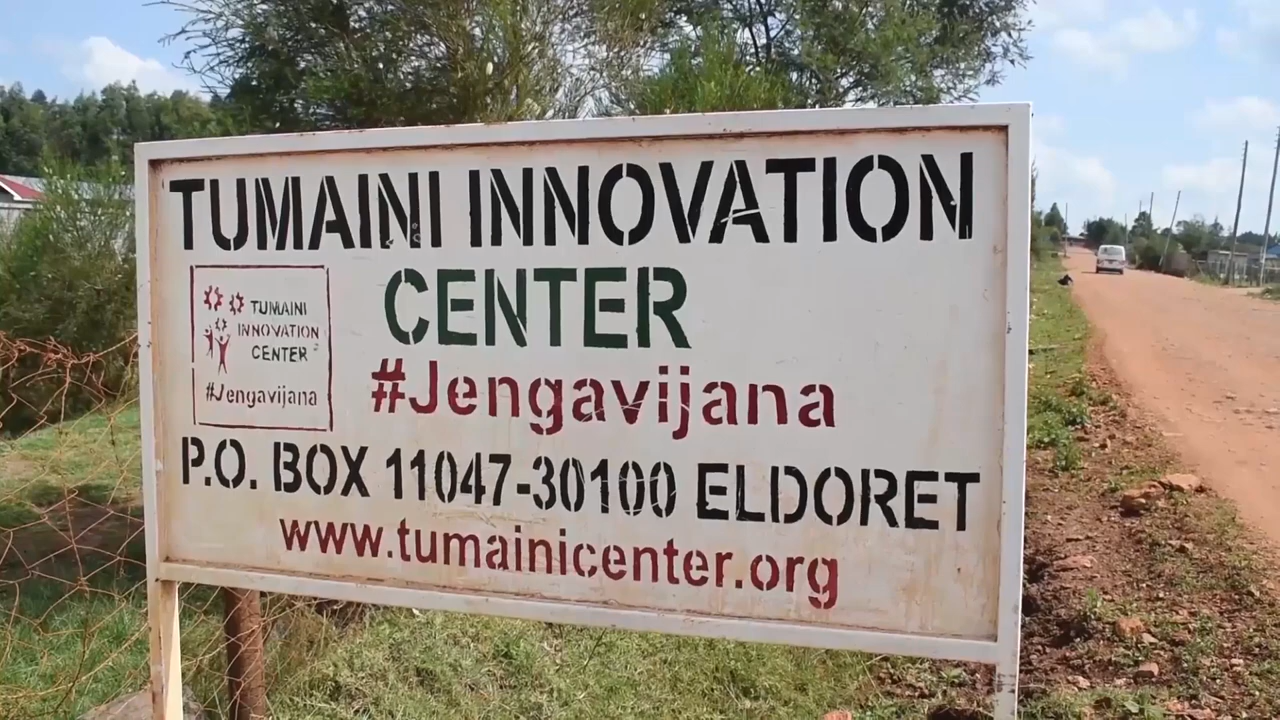 TUMAINI INNOVATION
CENTER
TUMAINI
INNOVATION
CENTER
#Jengavijana
#Jengavijana
P.O. BOX 11047-30100 ELDORET
www.tumainicenter.org